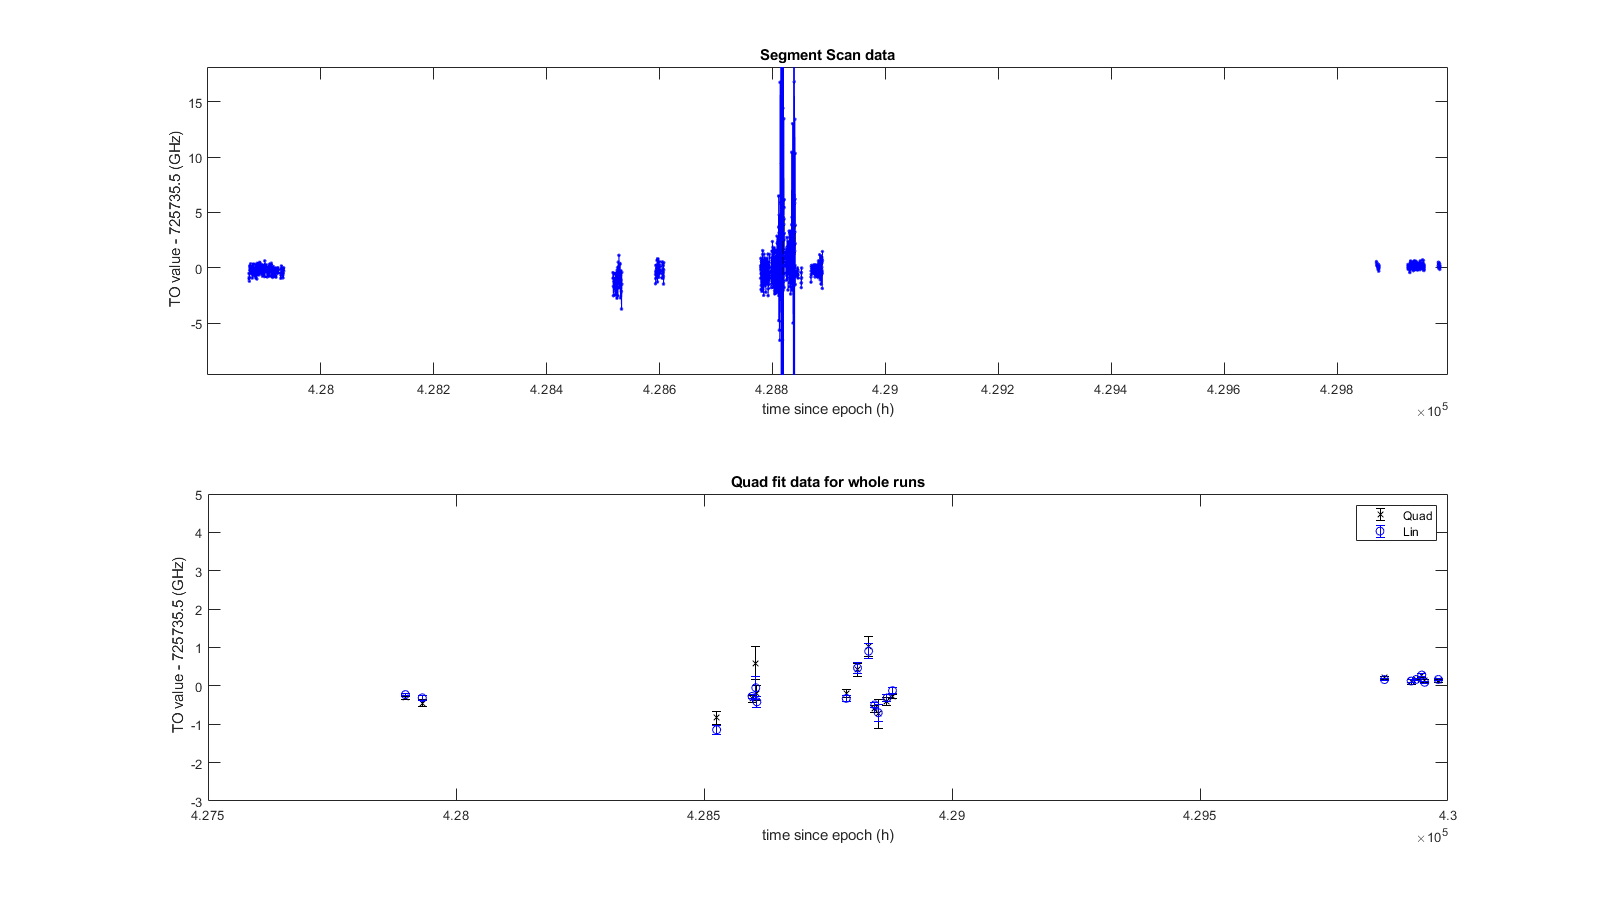 Segment Scan data
TO value - 725735.5 (GHz)
15
10
5
0
-5
4.28 4.282 4.284 4.286 4.288 4.29 4.292 4.294 4.296 4.298
time since epoch (h)
×10^5
Quad fit data for whole runs
TO value - 725735.5 (GHz)
5
4
3
2
1
0
-1
-2
-3
Quad
Lin
4.275 4.28 4.285 4.29 4.295 4.3
time since epoch (h)
×10^5